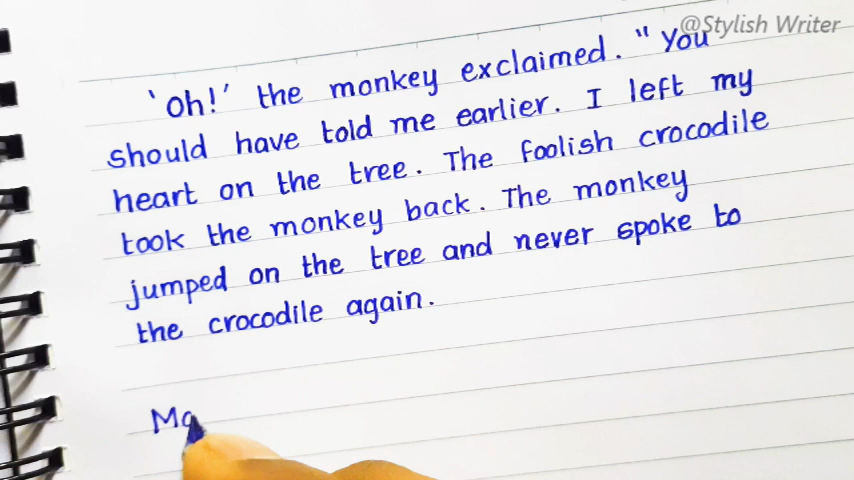 @Stylish Writer
'Oh!' the monkey exclaimed. "You
should have told me earlier. I left my
heart on the tree. The foolish crocodile
took the monkey back. The monkey
jumped on the tree and never spoke to
the crocodile again.
Mo